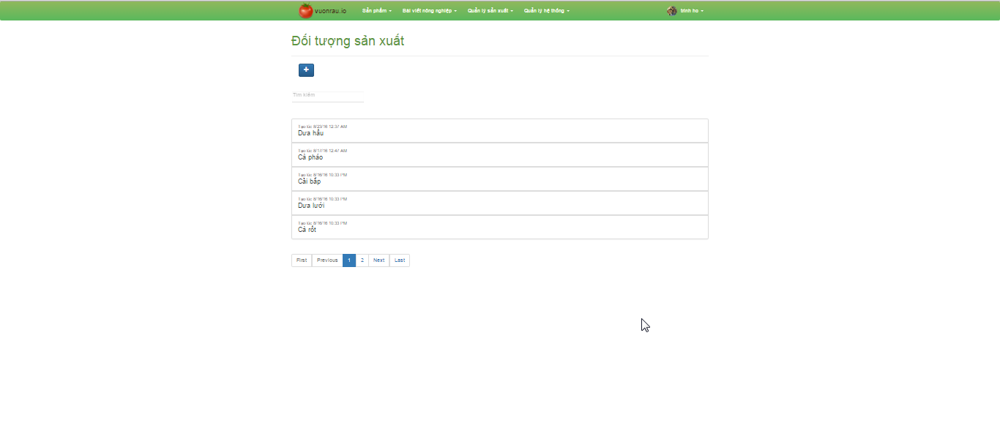 vuonrau.io Sản phẩm Bài viết nông nghiệp Quản lý sản xuất Quản lý hệ thống binh ho
Đối tượng sản xuất
+
Tìm kiếm
Tạo lúc 8/23/16 12:37 AM
Dưa hấu
Tạo lúc 8/17/16 12:47 AM
Cà pháo
Tạo lúc 8/16/16 10:33 PM
Cải bắp
Tạo lúc 8/16/16 10:33 PM
Dưa lưới
Tạo lúc 8/16/16 10:33 PM
Cà rốt
First Previous 1 2 Next Last